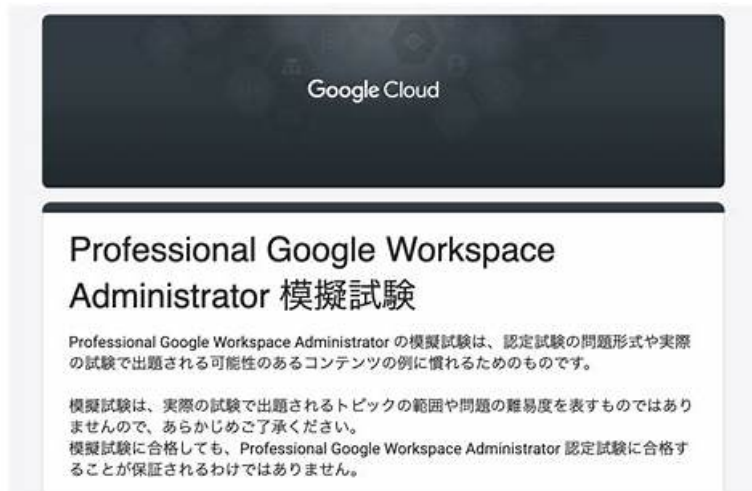 Google Cloud
Professional Google Workspace
Administrator 模擬試験
Professional Google Workspace Administrator の模擬試験は、認定試験の問題形式や実際
の試験で出題される可能性のあるコンテンツの例に慣れるためのものです。
模擬試験は、実際の試験で出題されるトピックの範囲や問題の難易度を表すものではあり
ませんので、あらかじめご了承ください。
模擬試験に合格しても、Professional Google Workspace Administrator 認定試験に合格す
ることが保証されるわけではありません。